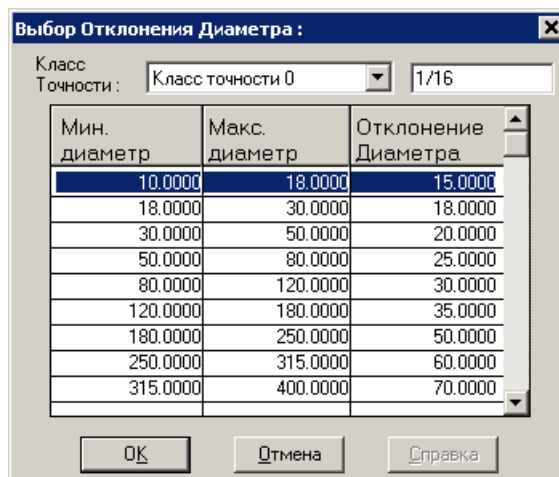 Выбор Отклонения Диаметра :
Класс
Точности :
Класс точности 0
1/16
Мин. Макс. Отклонение
диаметр диаметр Диаметра
10.0000 18.0000 15.0000
18.0000 30.0000 18.0000
30.0000 50.0000 20.0000
50.0000 80.0000 25.0000
80.0000 120.0000 30.0000
120.0000 180.0000 35.0000
180.0000 250.0000 50.0000
250.0000 315.0000 60.0000
315.0000 400.0000 70.0000
OK Отмена Справка